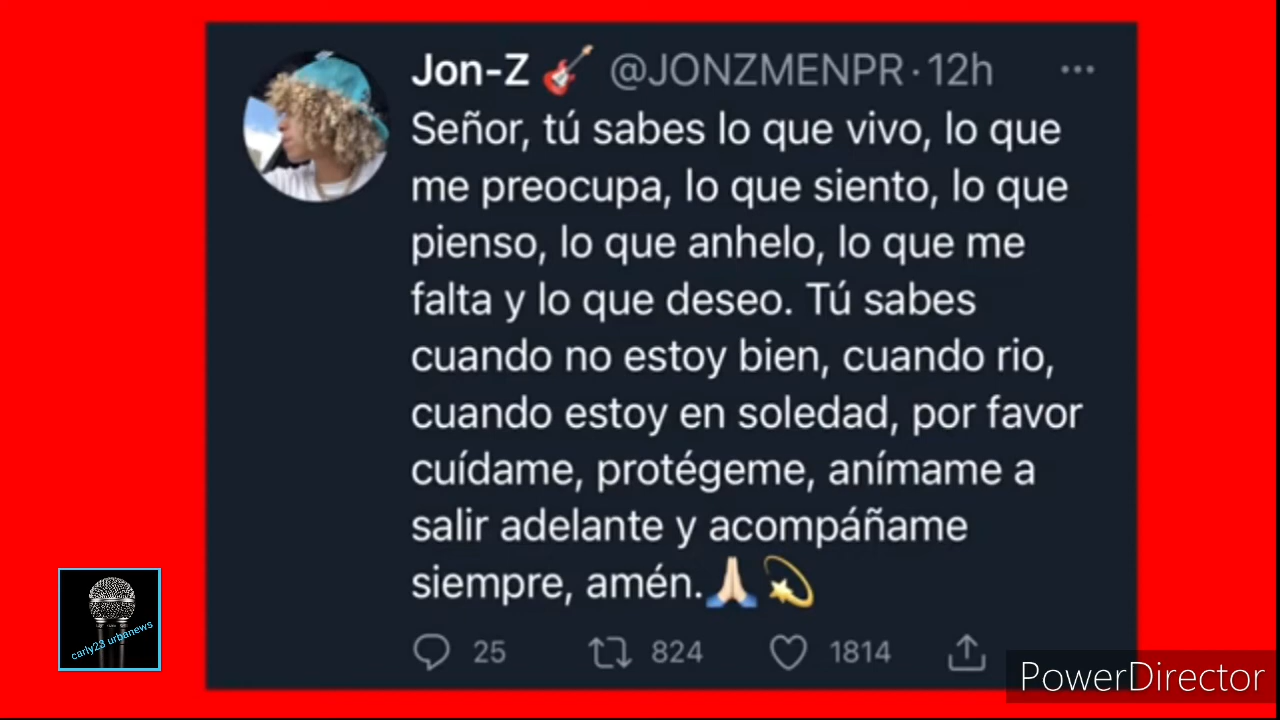 Jon-Z 🎸 @JONZMENPR · 12h
Señor, tú sabes lo que vivo, lo que
me preocupa, lo que siento, lo que
pienso, lo que anhelo, lo que me
falta y lo que deseo. Tú sabes
cuando no estoy bien, cuando rio,
cuando estoy en soledad, por favor
cuídame, protégeme, anímame a
salir adelante y acompáñame
siempre, amén.🙏🏻💫
25 824 1814
carly23 urbanews
PowerDirector